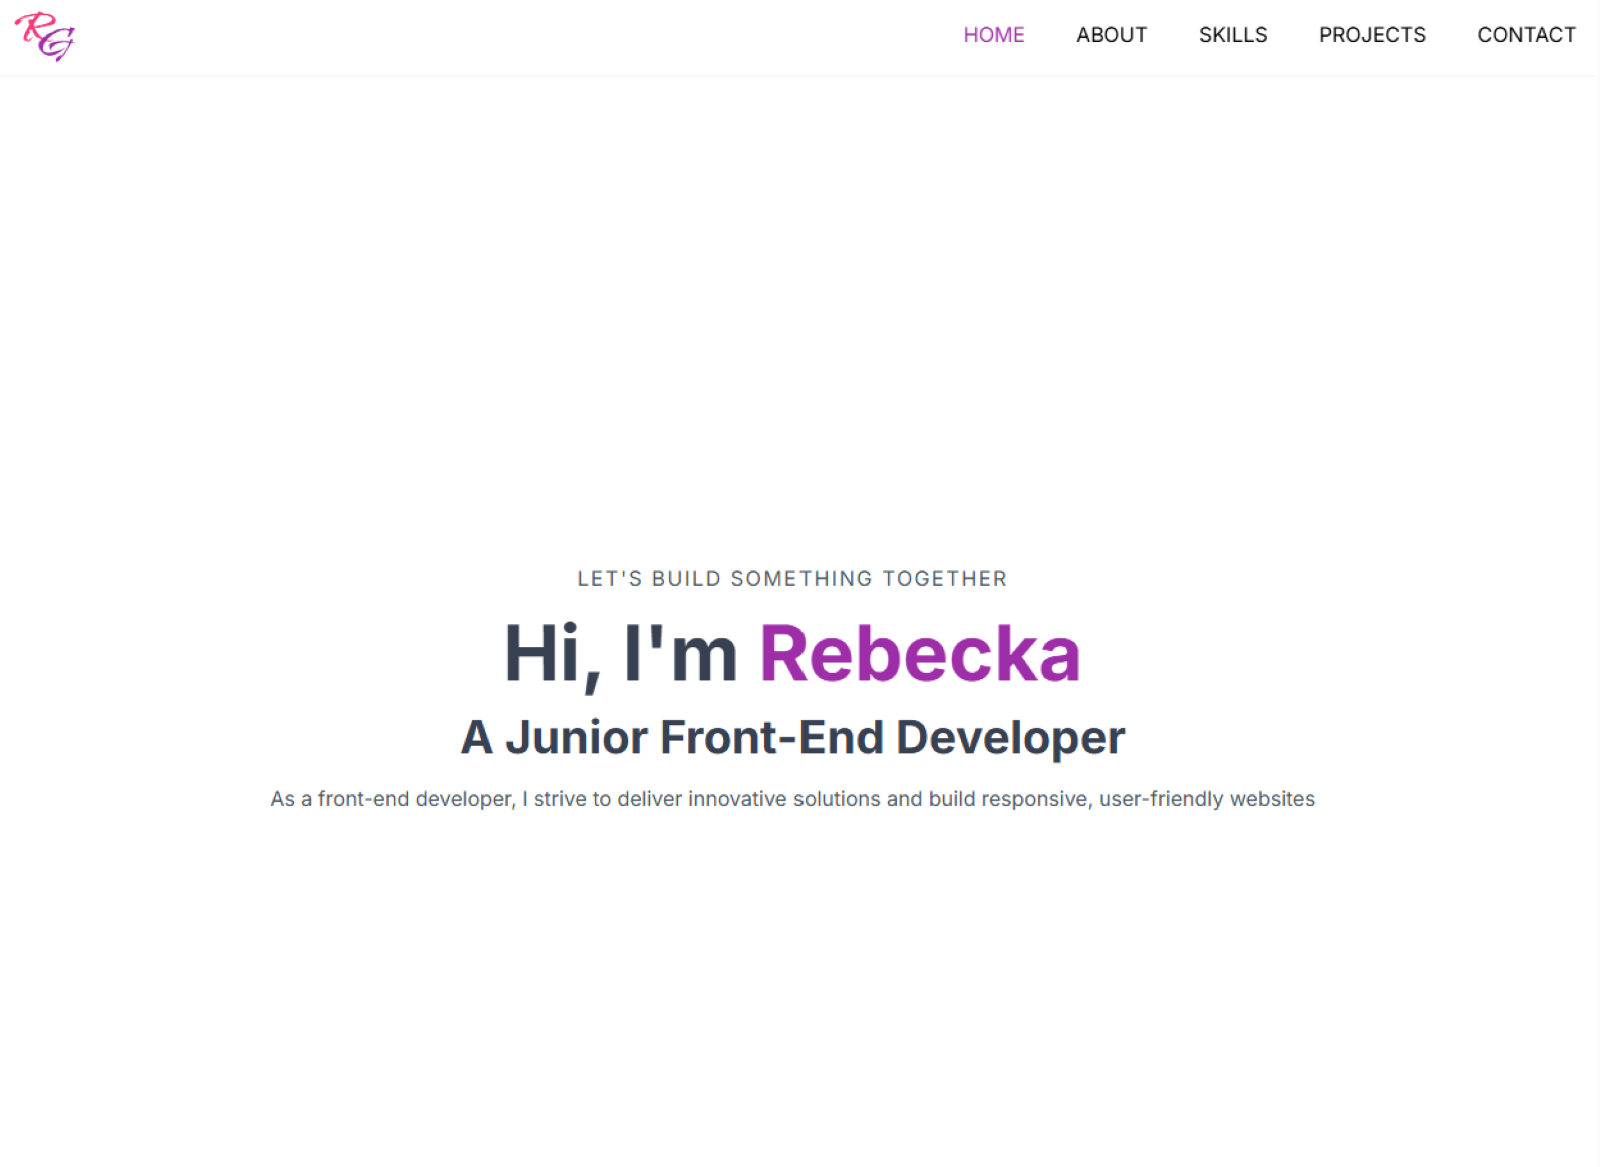 RG
HOME ABOUT SKILLS PROJECTS CONTACT
LET'S BUILD SOMETHING TOGETHER
Hi, I'm Rebecka
A Junior Front-End Developer
As a front-end developer, I strive to deliver innovative solutions and build responsive, user-friendly websites